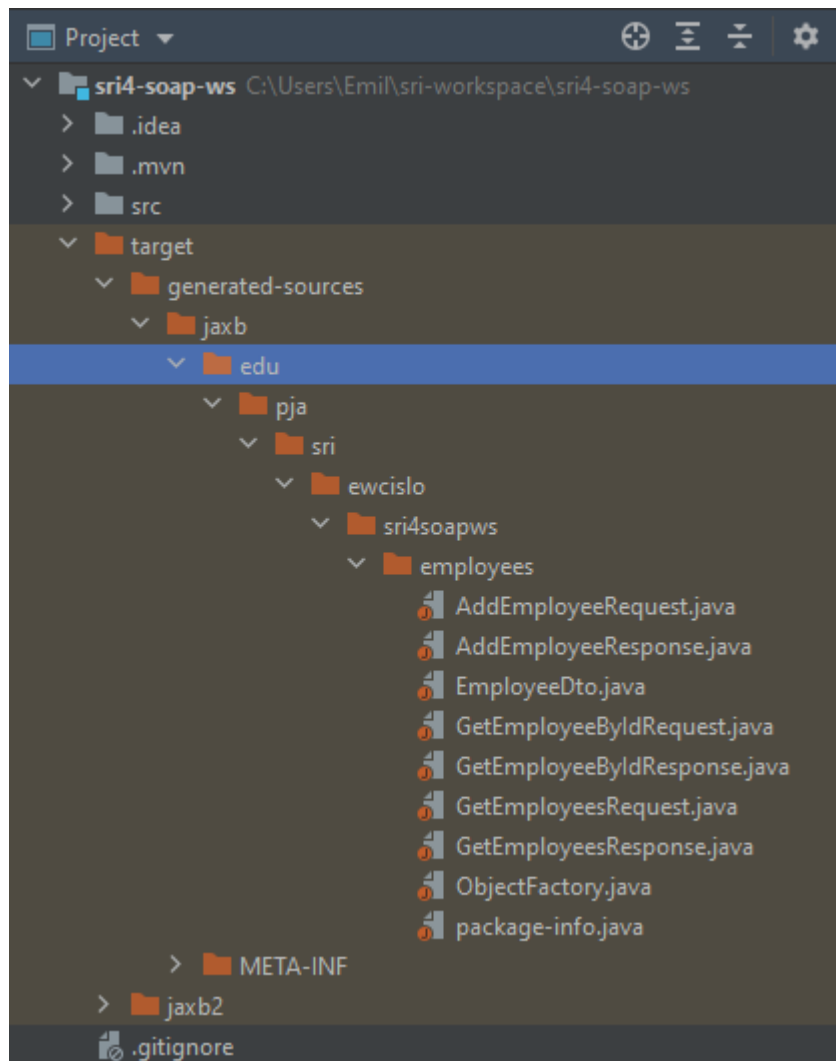 Project
sri4-soap-ws C:\Users\Emil\sri-workspace\sri4-soap-ws
.idea
.mvn
src
target
generated-sources
jaxb
edu
pja
sri
ewcislo
sri4soapws
employees
AddEmployeeRequest.java
AddEmployeeResponse.java
EmployeeDto.java
GetEmployeeByIdRequest.java
GetEmployeeByIdResponse.java
GetEmployeesRequest.java
GetEmployeesResponse.java
ObjectFactory.java
package-info.java
META-INF
jaxb2
.gitignore